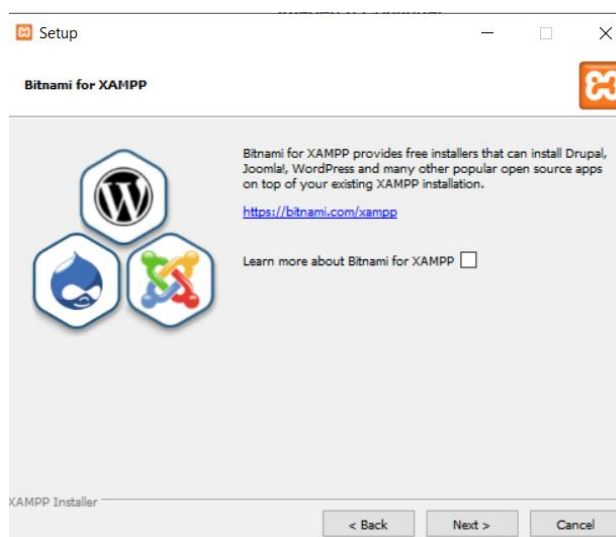 Setup
Bitnami for XAMPP
Bitnami for XAMPP provides free installers that can install Drupal,
Joomla!, WordPress and many other popular open source apps
on top of your existing XAMPP installation.
https://bitnami.com/xampp
Learn more about Bitnami for XAMPP
XAMPP Installer
< Back
Next >
Cancel